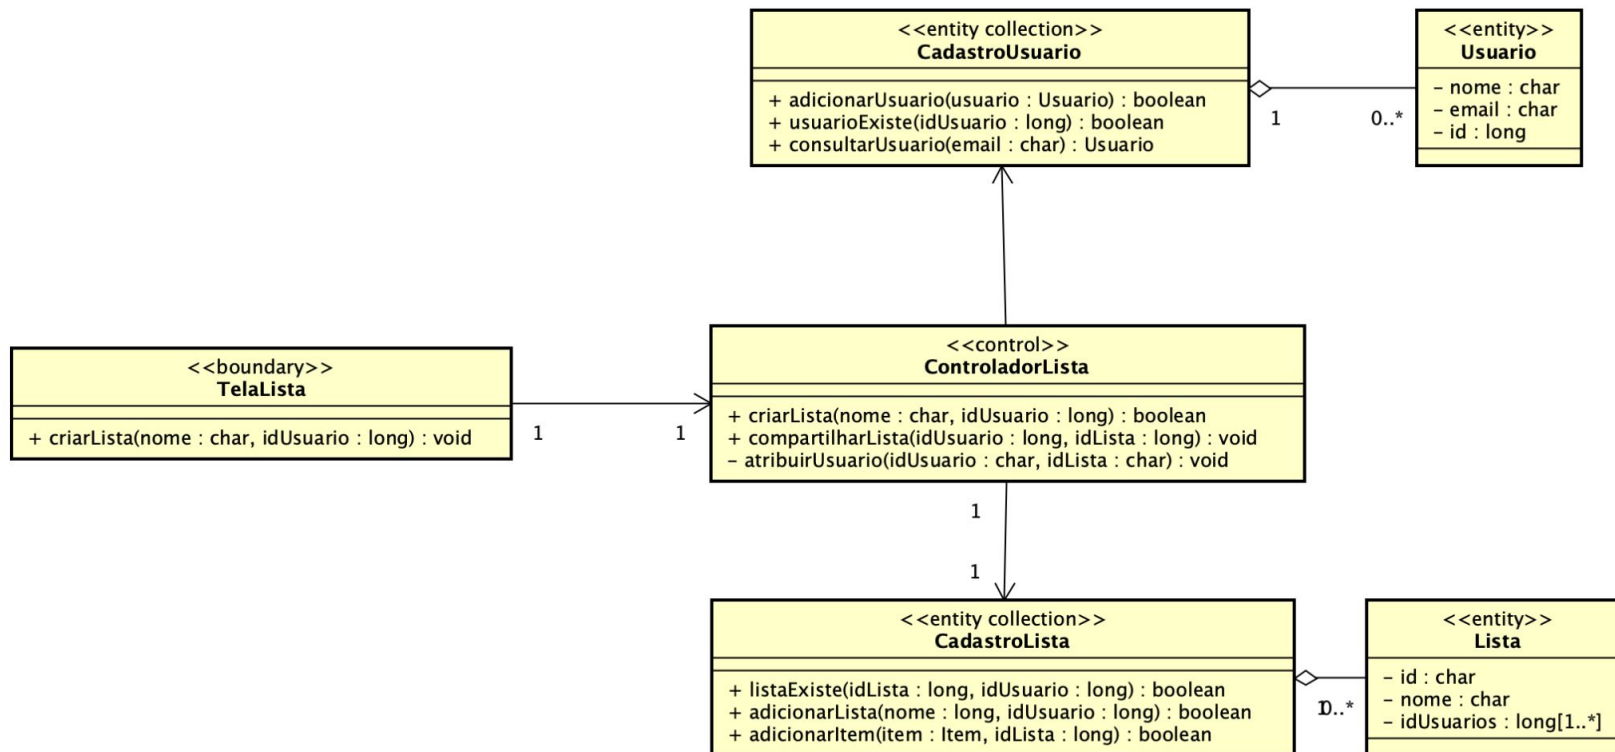 <<entity collection>>
CadastroUsuario
+ adicionarUsuario(usuario : Usuario) : boolean
+ usuarioExiste(idUsuario : long) : boolean
+ consultarUsuario(email : char) : Usuario
1
0..*
<<entity>>
Usuario
- nome : char
- email : char
- id : long
<<boundary>>
TelaLista
+ criarLista(nome : char, idUsuario : long) : void
1
1
<<control>>
ControladorLista
+ criarLista(nome : char, idUsuario : long) : boolean
+ compartilharLista(idUsuario : long, idLista : long) : void
- atribuirUsuario(idUsuario : char, idLista : char) : void
1
1
<<entity collection>>
CadastroLista
+ listaExiste(idLista : long, idUsuario : long) : boolean
+ adicionarLista(nome : long, idUsuario : long) : boolean
+ adicionarItem(item : Item, idLista : long) : boolean
1
0..*
<<entity>>
Lista
- id : char
- nome : char
- idUsuarios : long[1..*]